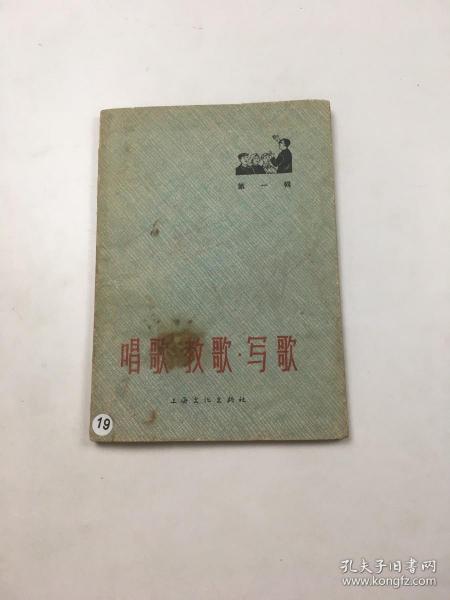 第一辑
唱歌·教歌·写歌
上海文化出版社
19
孔夫子旧书网
www.kongfz.com